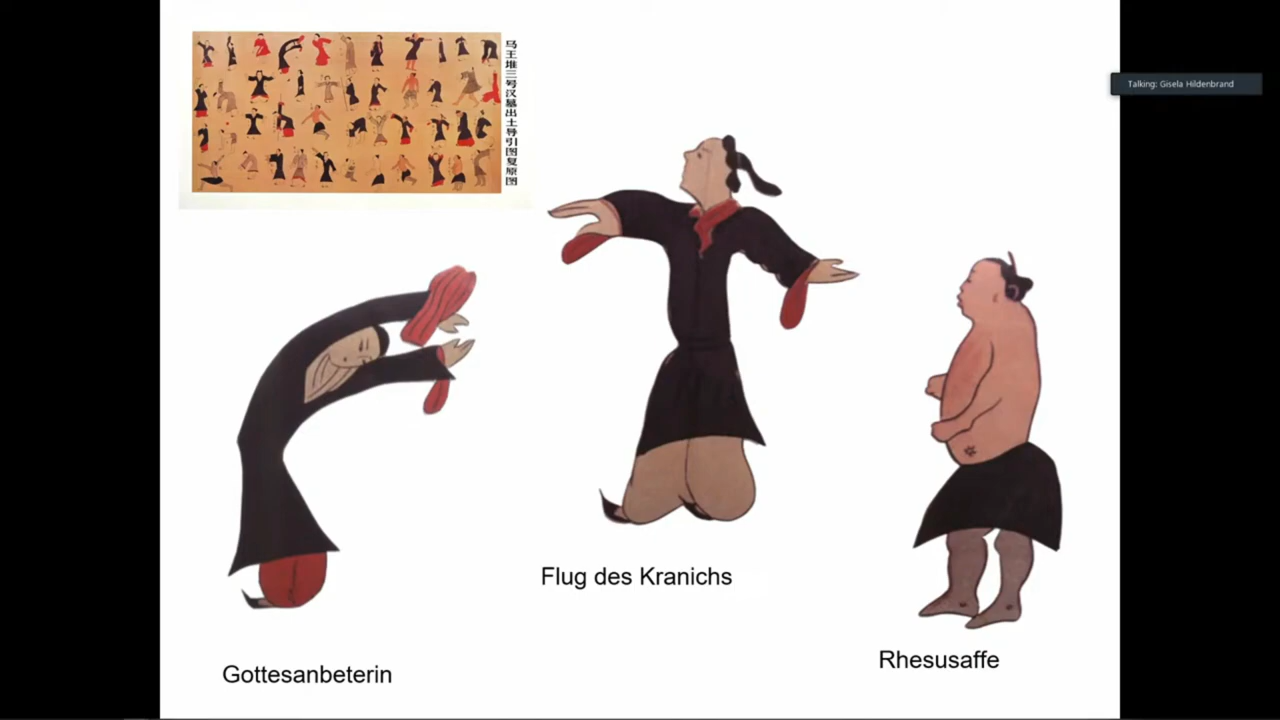 马王堆三号汉墓出土导引图复原图
Talking: Gisela Hildenbrand
Flug des Kranichs
Rhesusaffe
Gottesanbeterin